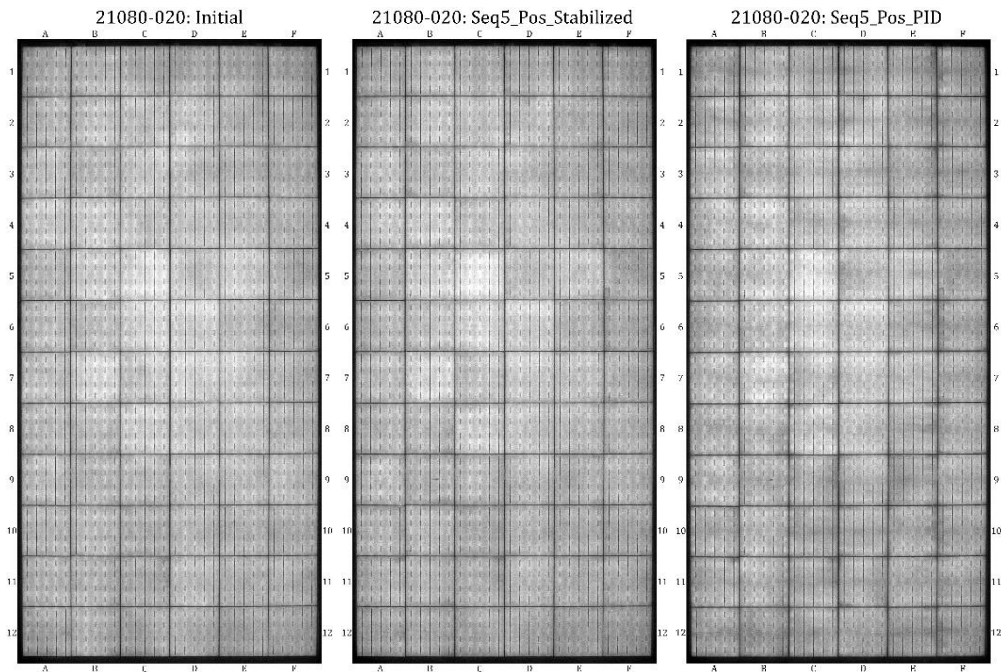 21080-020: Initial
21080-020: Seq5_Pos_Stabilized
21080-020: Seq5_Pos_PID
A B C D E F A B C D E F A B C D E F
1 1 1 1 1 1
2 2 2 2 2 2
3 3 3 3 3 3
4 4 4 4 4 4
5 5 5 5 5 5
6 6 6 6 6 6
7 7 7 7 7 7
8 8 8 8 8 8
9 9 9 9 9 9
10 10 10 10 10 10
11 11 11 11 11 11
12 12 12 12 12 12
A B C D E F A B C D E F A B C D E F